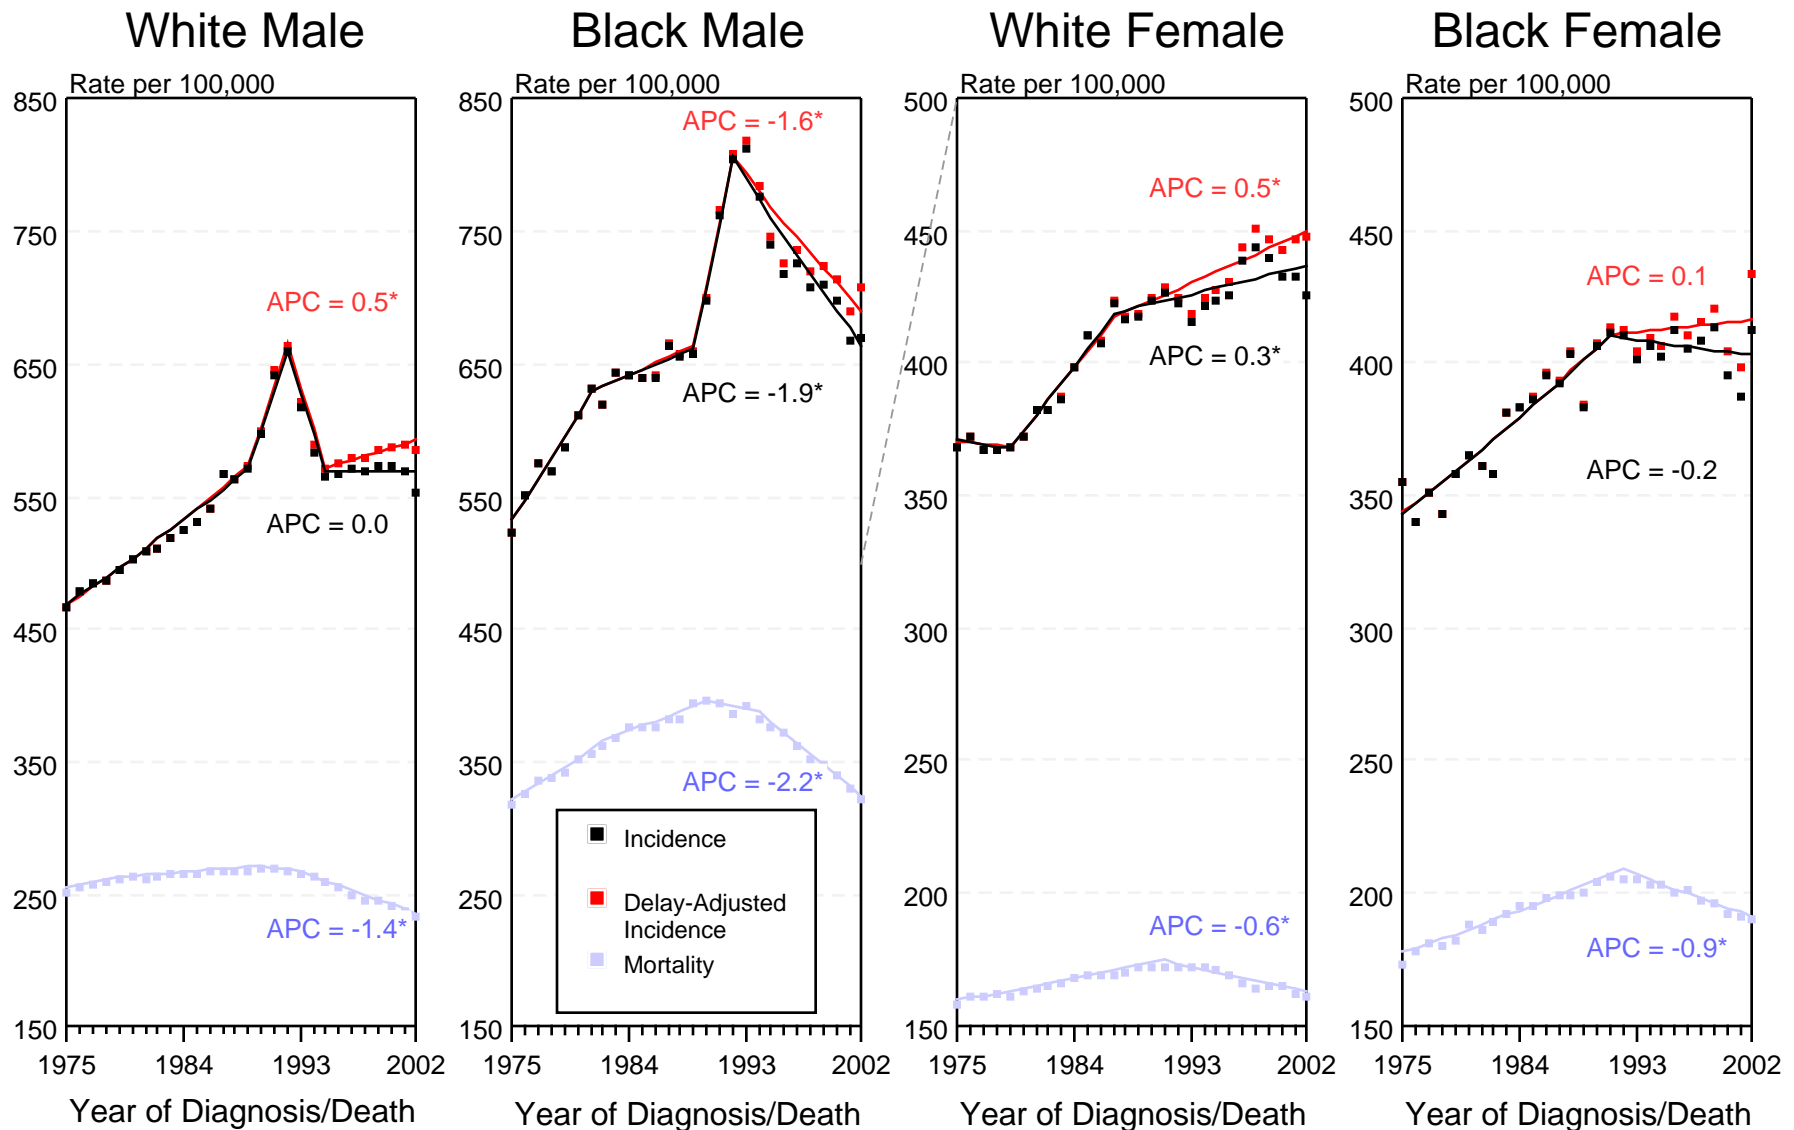 White Male
Black Male
White Female
Black Female
Rate per 100,000
Rate per 100,000
Rate per 100,000
Rate per 100,000
850
750
650
550
450
350
250
150
APC = 0.5*
APC = 0.0
APC = -1.4*
1975
1984
1993
2002
Year of Diagnosis/Death
850
750
650
550
450
350
250
150
APC = -1.6*
APC = -1.9*
APC = -2.2*
Incidence
Delay-Adjusted
Incidence
Mortality
1975
1984
1993
2002
Year of Diagnosis/Death
500
450
400
350
300
250
200
150
APC = 0.5*
APC = 0.3*
APC = -0.6*
1975
1984
1993
2002
Year of Diagnosis/Death
500
450
400
350
300
250
200
150
APC = 0.1
APC = -0.2
APC = -0.9*
1975
1984
1993
2002
Year of Diagnosis/Death